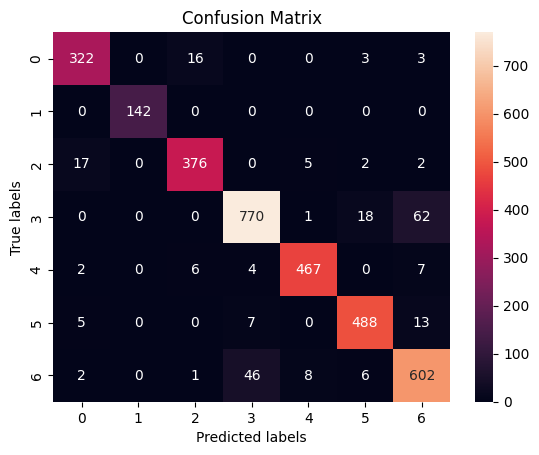 Confusion Matrix
0 322 0 16 0 0 3 3
1 0 142 0 0 0 0 0
2 17 0 376 0 5 2 2
3 0 0 0 770 1 18 62
4 2 0 6 4 467 0 7
5 5 0 0 7 0 488 13
6 2 0 1 46 8 6 602
0 1 2 3 4 5 6
Predicted labels
True labels
700
600
500
400
300
200
100
0